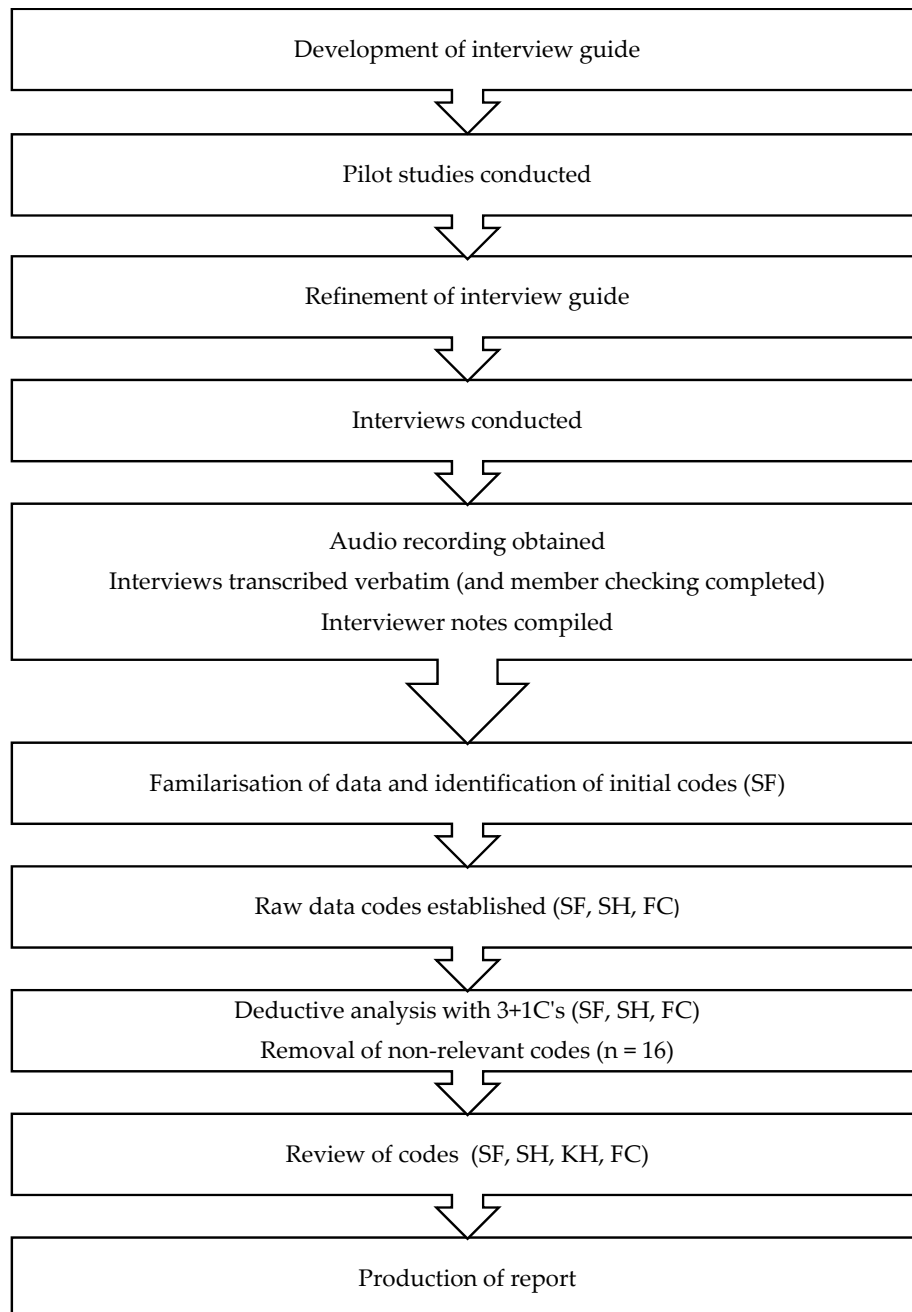 Development of interview guide
Pilot studies conducted
Refinement of interview guide
Interviews conducted
Audio recording obtained
Interviews transcribed verbatim (and member checking completed)
Interviewer notes compiled
Familarisation of data and identification of initial codes (SF)
Raw data codes established (SF, SH, FC)
Deductive analysis with 3+1C's (SF, SH, FC)
Removal of non-relevant codes (n = 16)
Review of codes  (SF, SH, KH, FC)
Production of report